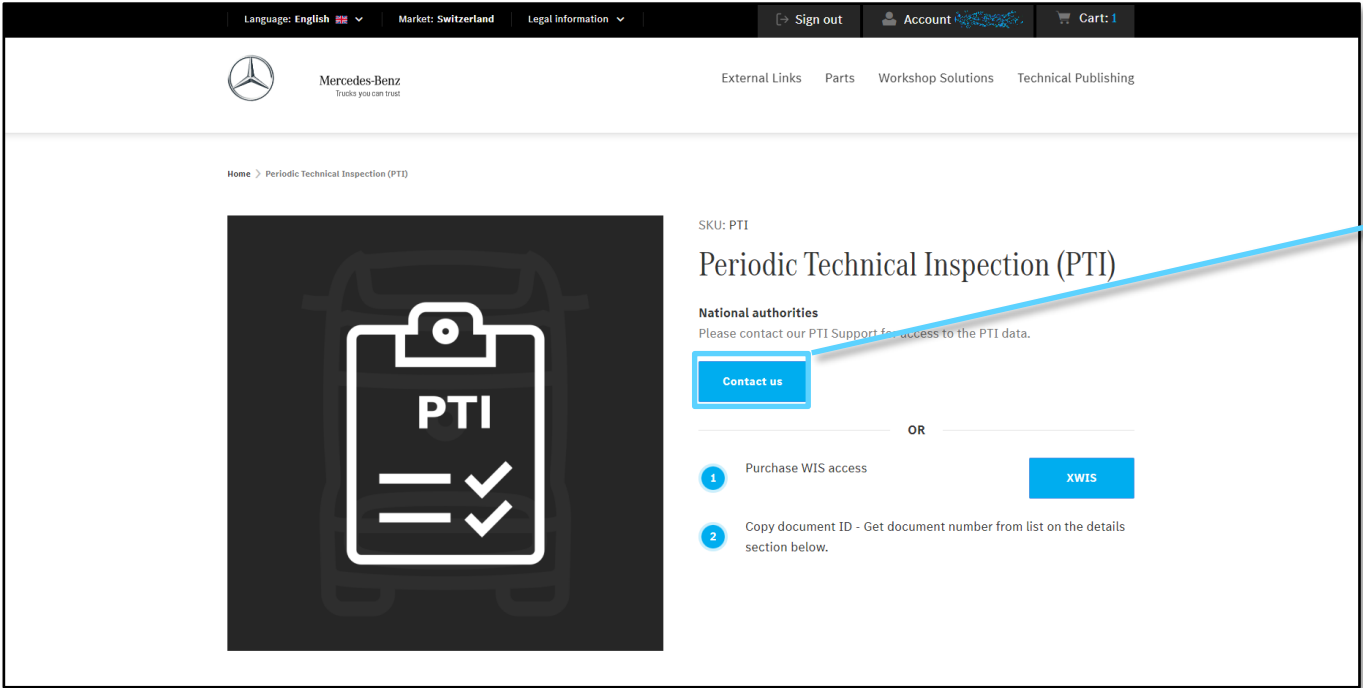 Language: English
Market: Switzerland
Legal information
Sign out
Account
Cart: 1
Mercedes-Benz
Trucks you can trust
External Links
Parts
Workshop Solutions
Technical Publishing
Home > Periodic Technical Inspection (PTI)
PTI
SKU: PTI
Periodic Technical Inspection (PTI)
National authorities
Please contact our PTI Support for access to the PTI data.
Contact us
OR
1
Purchase WIS access
XWIS
2
Copy document ID - Get document number from list on the details
section below.